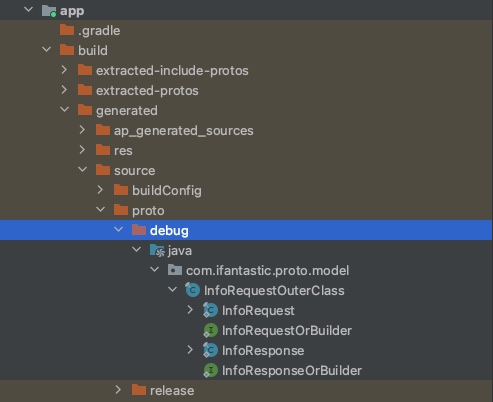 app
.gradle
build
extracted-include-protos
extracted-protos
generated
ap_generated_sources
res
source
buildConfig
proto
debug
java
com.ifantastic.proto.model
InfoRequestOuterClass
InfoRequest
InfoRequestOrBuilder
InfoResponse
InfoResponseOrBuilder
release